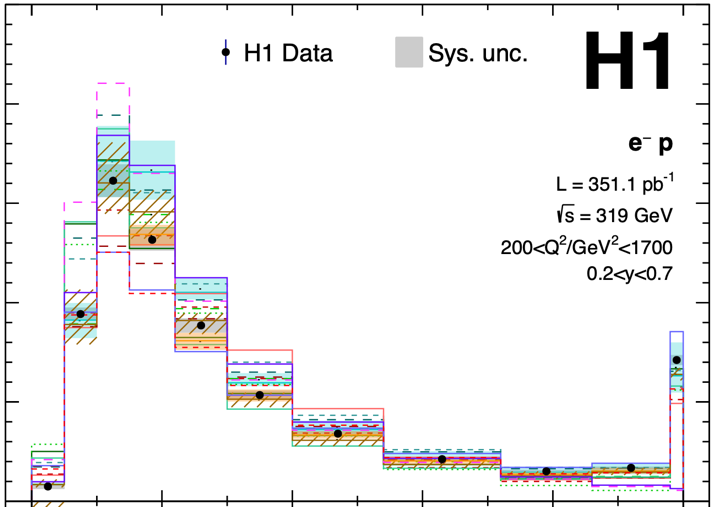 H1 Data
Sys. unc.
H1
e⁻ p
L = 351.1 pb⁻¹
√s = 319 GeV
200<Q²/GeV²<1700
0.2<y<0.7